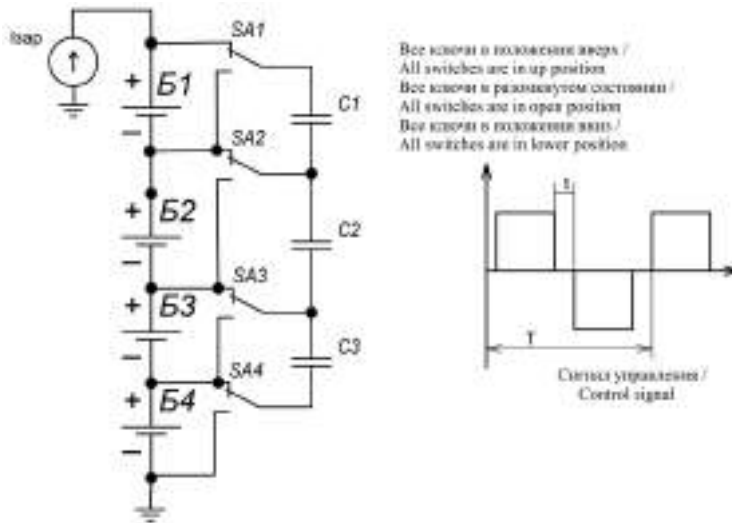 Iзар
SA1
+
Б1
−
C1
SA2
+
Б2
−
C2
SA3
+
Б3
−
C3
SA4
+
Б4
−
Все ключи в положении вверх /
All switches are in up position
Все ключи в разомкнутом состоянии /
All switches are in open position
Все ключи в положении вниз /
All switches are in lower position
t
T
Сигнал управления /
Control signal